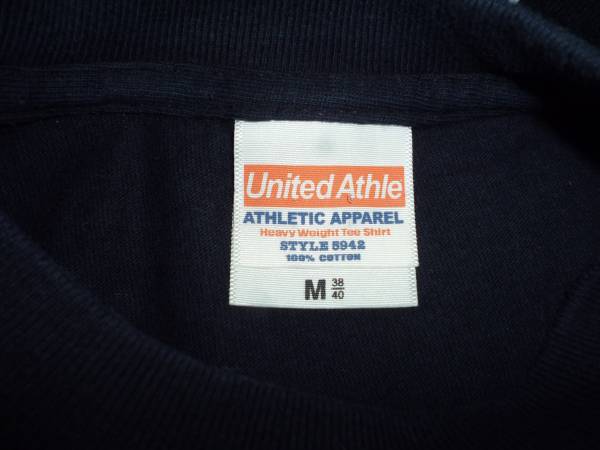 United Athle
ATHLETIC APPAREL
Heavy Weight Tee Shirt
STYLE 5942
100% COTTON
M 38/40